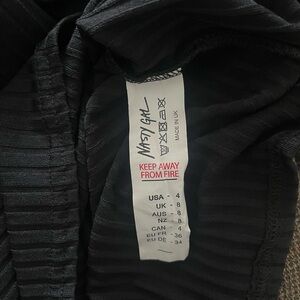 NASTY GAL
MADE IN UK
KEEP AWAY
FROM FIRE
USA - 4
UK - 8
AUS - 8
NZ - 8
CAN - 4
EU FR - 36
EU DE - 34